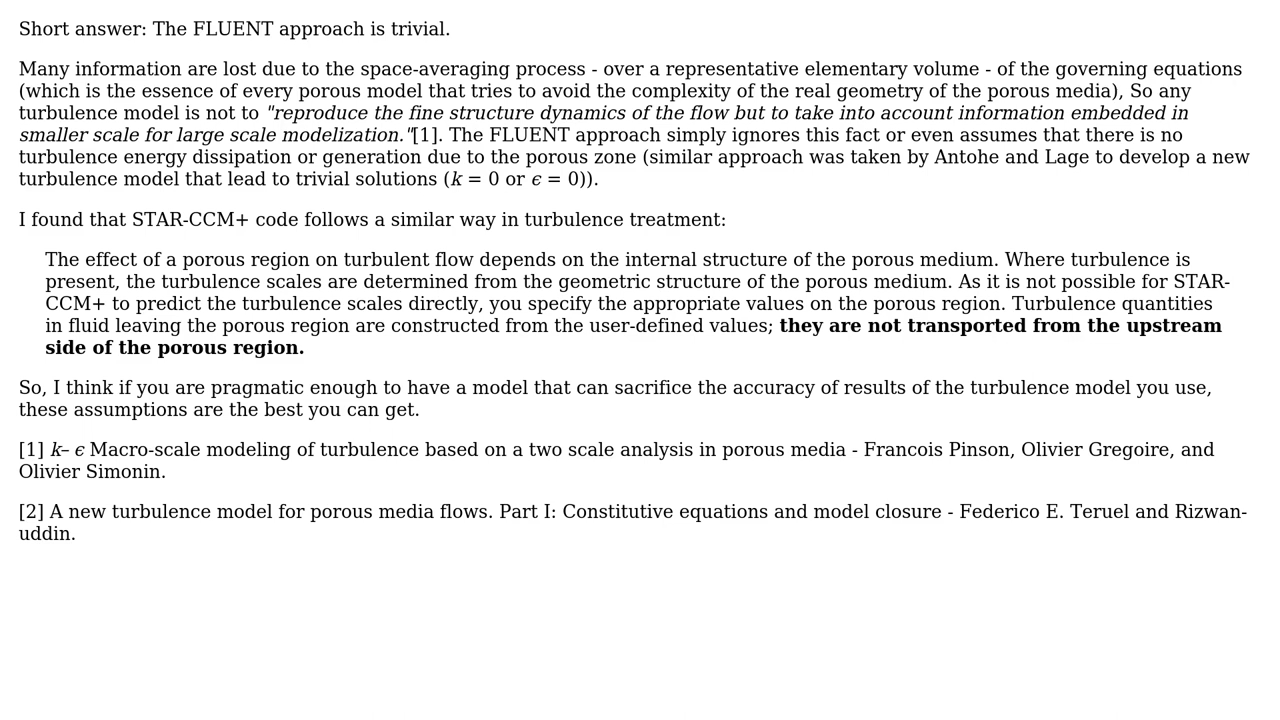 Short answer: The FLUENT approach is trivial.
Many information are lost due to the space-averaging process - over a representative elementary volume - of the governing equations
(which is the essence of every porous model that tries to avoid the complexity of the real geometry of the porous media), So any
turbulence model is not to "reproduce the fine structure dynamics of the flow but to take into account information embedded in
smaller scale for large scale modelization."[1]. The FLUENT approach simply ignores this fact or even assumes that there is no
turbulence energy dissipation or generation due to the porous zone (similar approach was taken by Antohe and Lage to develop a new
turbulence model that lead to trivial solutions (k = 0 or ϵ = 0)).
I found that STAR-CCM+ code follows a similar way in turbulence treatment:
The effect of a porous region on turbulent flow depends on the internal structure of the porous medium. Where turbulence is
present, the turbulence scales are determined from the geometric structure of the porous medium. As it is not possible for STAR-
CCM+ to predict the turbulence scales directly, you specify the appropriate values on the porous region. Turbulence quantities
in fluid leaving the porous region are constructed from the user-defined values; they are not transported from the upstream
side of the porous region.
So, I think if you are pragmatic enough to have a model that can sacrifice the accuracy of results of the turbulence model you use,
these assumptions are the best you can get.
[1] k– ϵ Macro-scale modeling of turbulence based on a two scale analysis in porous media - Francois Pinson, Olivier Gregoire, and
Olivier Simonin.
[2] A new turbulence model for porous media flows. Part I: Constitutive equations and model closure - Federico E. Teruel and Rizwan-
uddin.